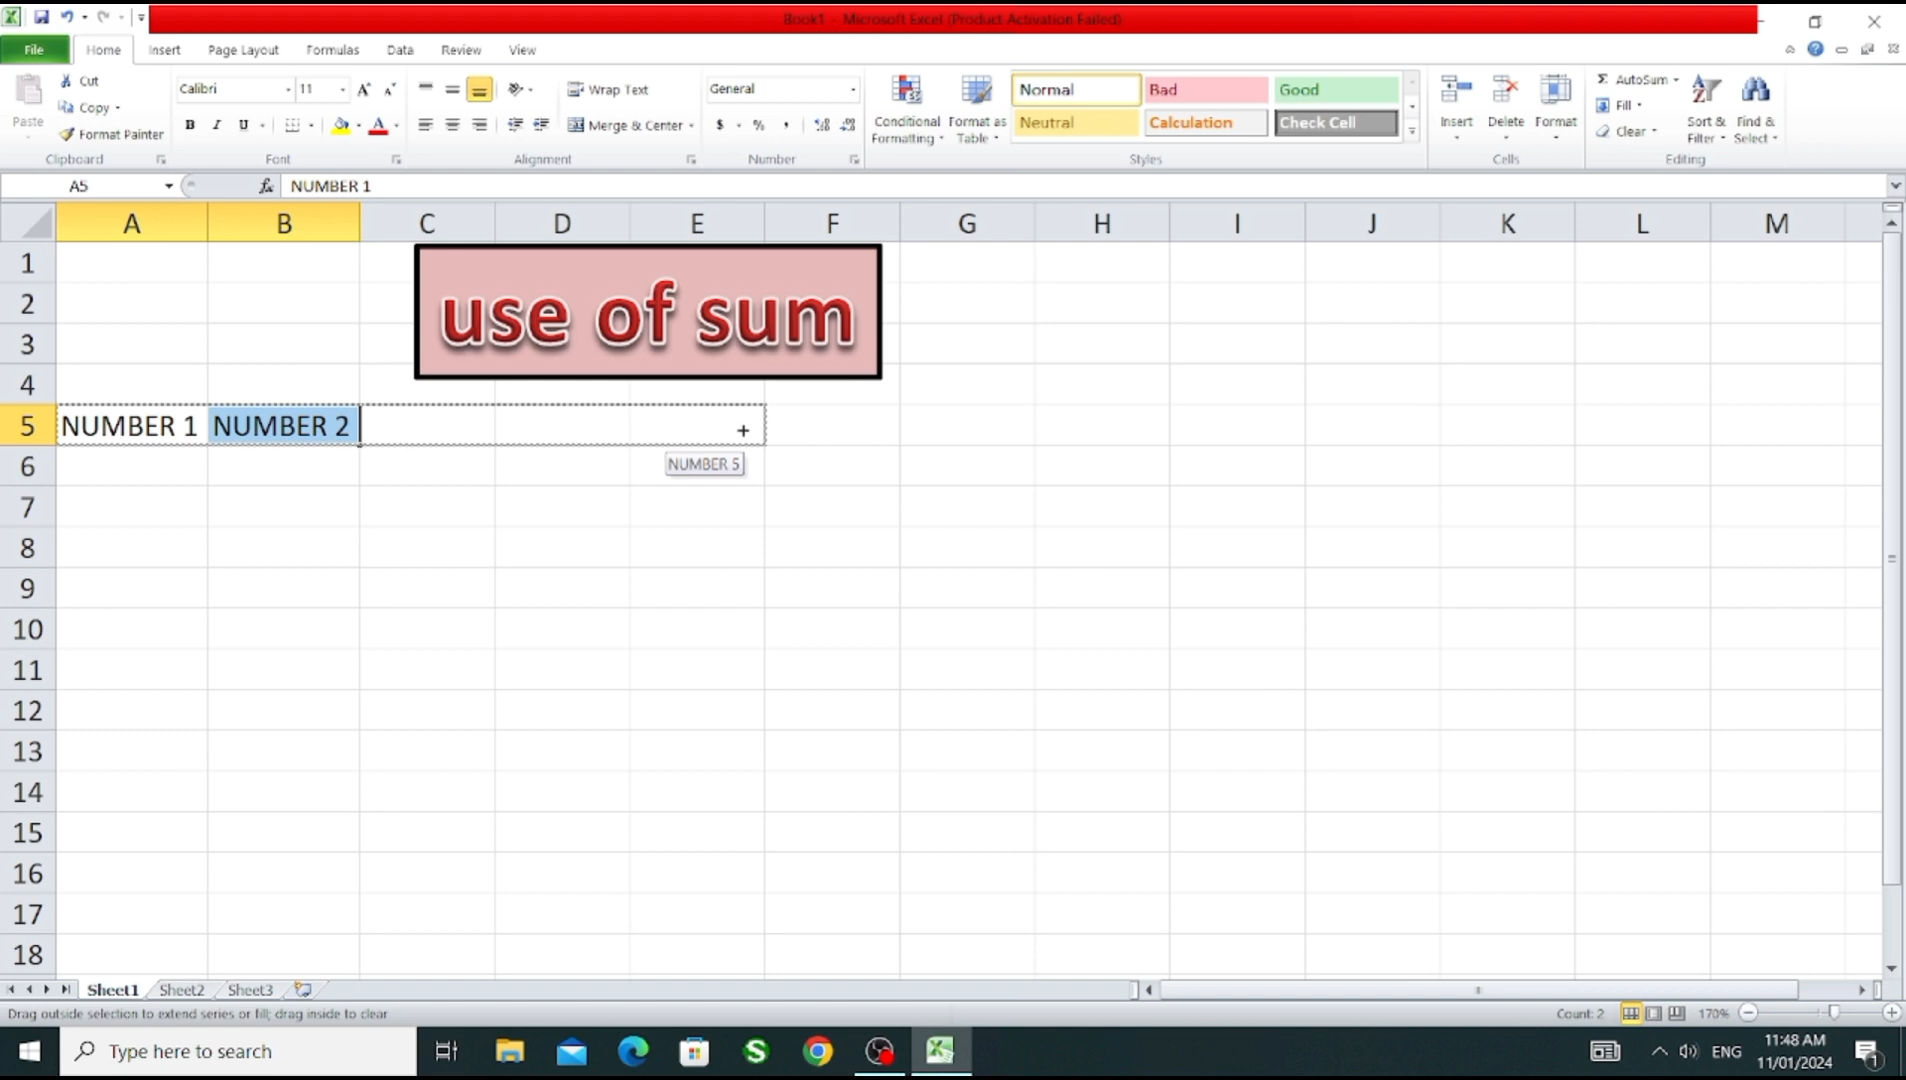 Book1 - Microsoft Excel (Product Activation Failed)
File Home Insert Page Layout Formulas Data Review View
Paste
Cut
Copy
Format Painter
Clipboard
Calibri 11
B I U
Font
Wrap Text
Merge & Center
Alignment
General
$ % ,
Number
Conditional Formatting
Format as Table
Normal Bad Good
Neutral Calculation Check Cell
Styles
Insert Delete Format
Cells
Σ AutoSum
Fill
Clear
Sort & Filter
Find & Select
Editing
A5 fx NUMBER 1
A B C D E F G H I J K L M
1
2
3
use of sum
4
5 NUMBER 1 NUMBER 2
NUMBER 5
6
7
8
9
10
11
12
13
14
15
16
17
18
Sheet1 Sheet2 Sheet3
Drag outside selection to extend series or fill; drag inside to clear Count: 2 170%
Type here to search
ENG
11:48 AM
11/01/2024
1